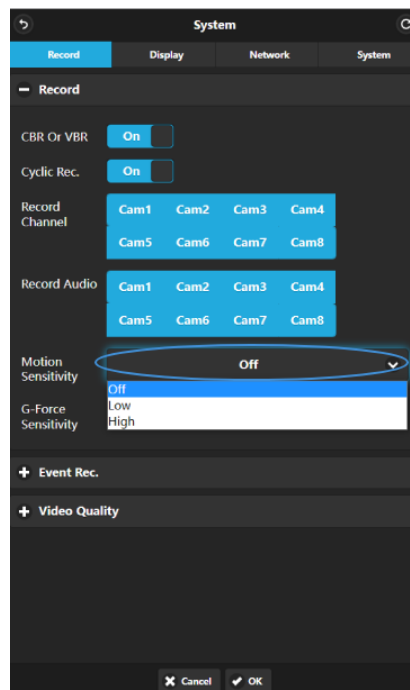 System
Record Display Network System
Record
CBR Or VBR On
Cyclic Rec. On
Record Channel
Cam1 Cam2 Cam3 Cam4
Cam5 Cam6 Cam7 Cam8
Record Audio
Cam1 Cam2 Cam3 Cam4
Cam5 Cam6 Cam7 Cam8
Motion Sensitivity
Off
Off
Low
High
G-Force Sensitivity
Event Rec.
Video Quality
Cancel OK